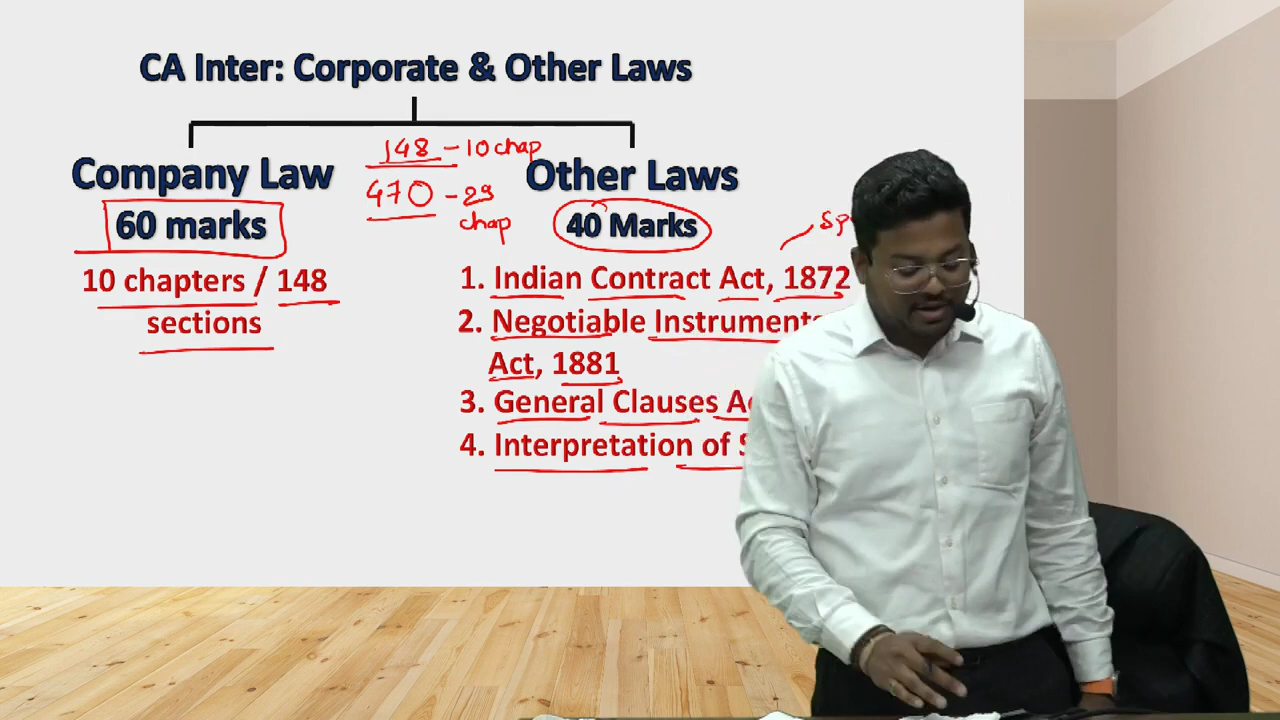 CA Inter: Corporate & Other Laws
148 - 10 chap
470 - 29
chap
Company Law
60 marks
10 chapters / 148
sections
Other Laws
40 Marks
1. Indian Contract Act, 1872
2. Negotiable Instruments
Act, 1881
3. General Clauses
4. Interpretation of